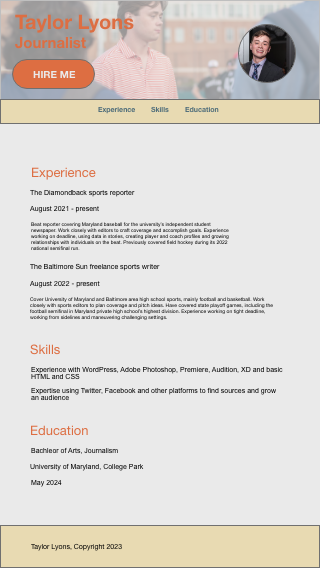 Taylor Lyons
Journalist
HIRE ME
Experience Skills Education
Experience
The Diamondback sports reporter
August 2021 - present
Beat reporter covering Maryland baseball for the university's independent student
newspaper. Work closely with editors to craft coverage and accomplish goals. Experience
working on deadline, using data in stories, creating player and coach profiles and growing
relationships with individuals on the beat. Previously covered field hockey during its 2022
national semifinal run.
The Baltimore Sun freelance sports writer
August 2022 - present
Cover University of Maryland and Baltimore area high school sports, mainly football and basketball. Work
closely with sports editors to plan coverage and pitch ideas. Have covered state playoff games, including the
football semifinal in Maryland private high school's highest division. Experience working on tight deadline,
working from sidelines and maneuvering challenging settings.
Skills
Experience with WordPress, Adobe Photoshop, Premiere, Audition, XD and basic
HTML and CSS
Expertise using Twitter, Facebook and other platforms to find sources and grow
an audience
Education
Bachleor of Arts, Journalism
University of Maryland, College Park
May 2024
Taylor Lyons, Copyright 2023